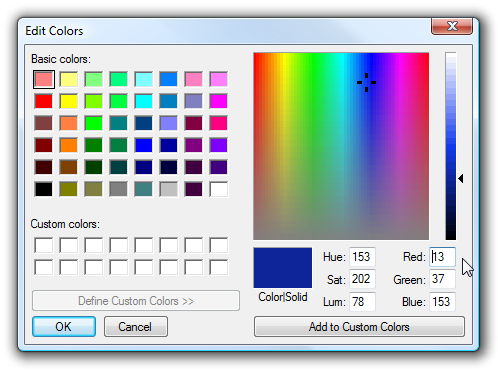 Edit Colors
Basic colors:
Custom colors:
Define Custom Colors >>
OK
Cancel
Color|Solid
Hue: 153
Sat: 202
Lum: 78
Red: 13
Green: 37
Blue: 153
Add to Custom Colors